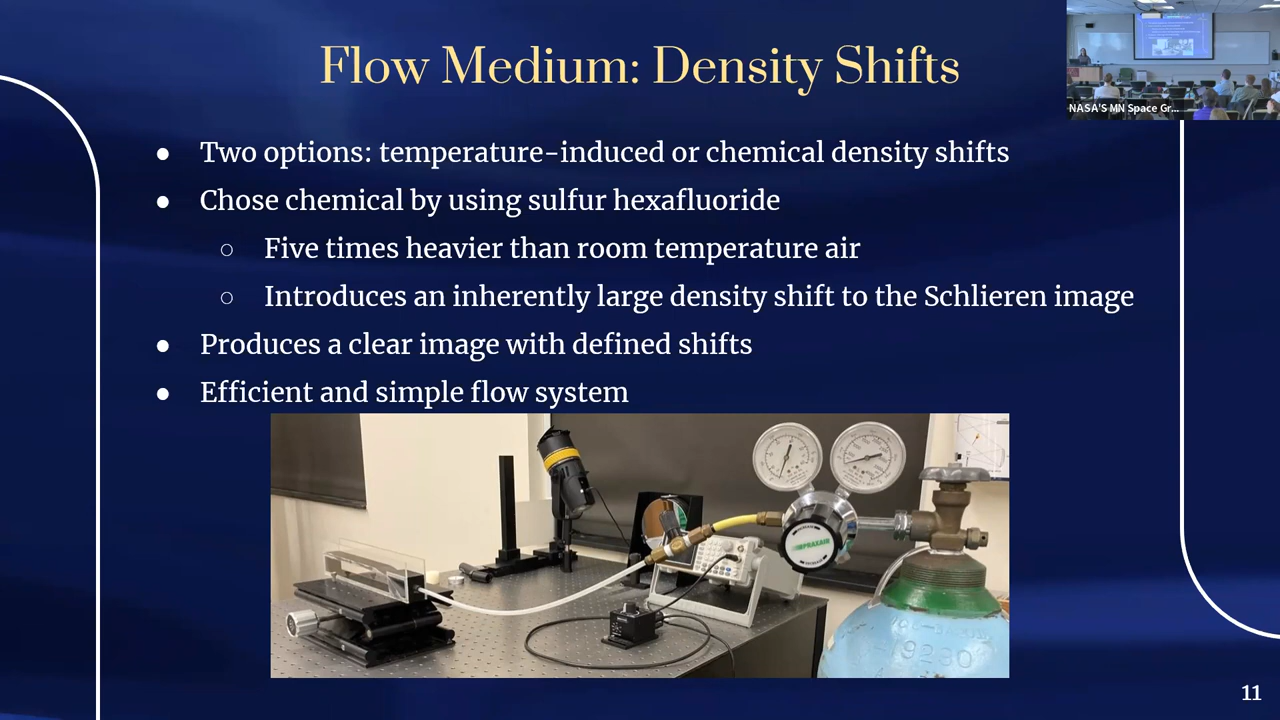 Flow Medium: Density Shifts
NASA'S MN Space Gr...
● Two options: temperature-induced or chemical density shifts
● Chose chemical by using sulfur hexafluoride
○ Five times heavier than room temperature air
○ Introduces an inherently large density shift to the Schlieren image
● Produces a clear image with defined shifts
● Efficient and simple flow system
PRAXAIR
11